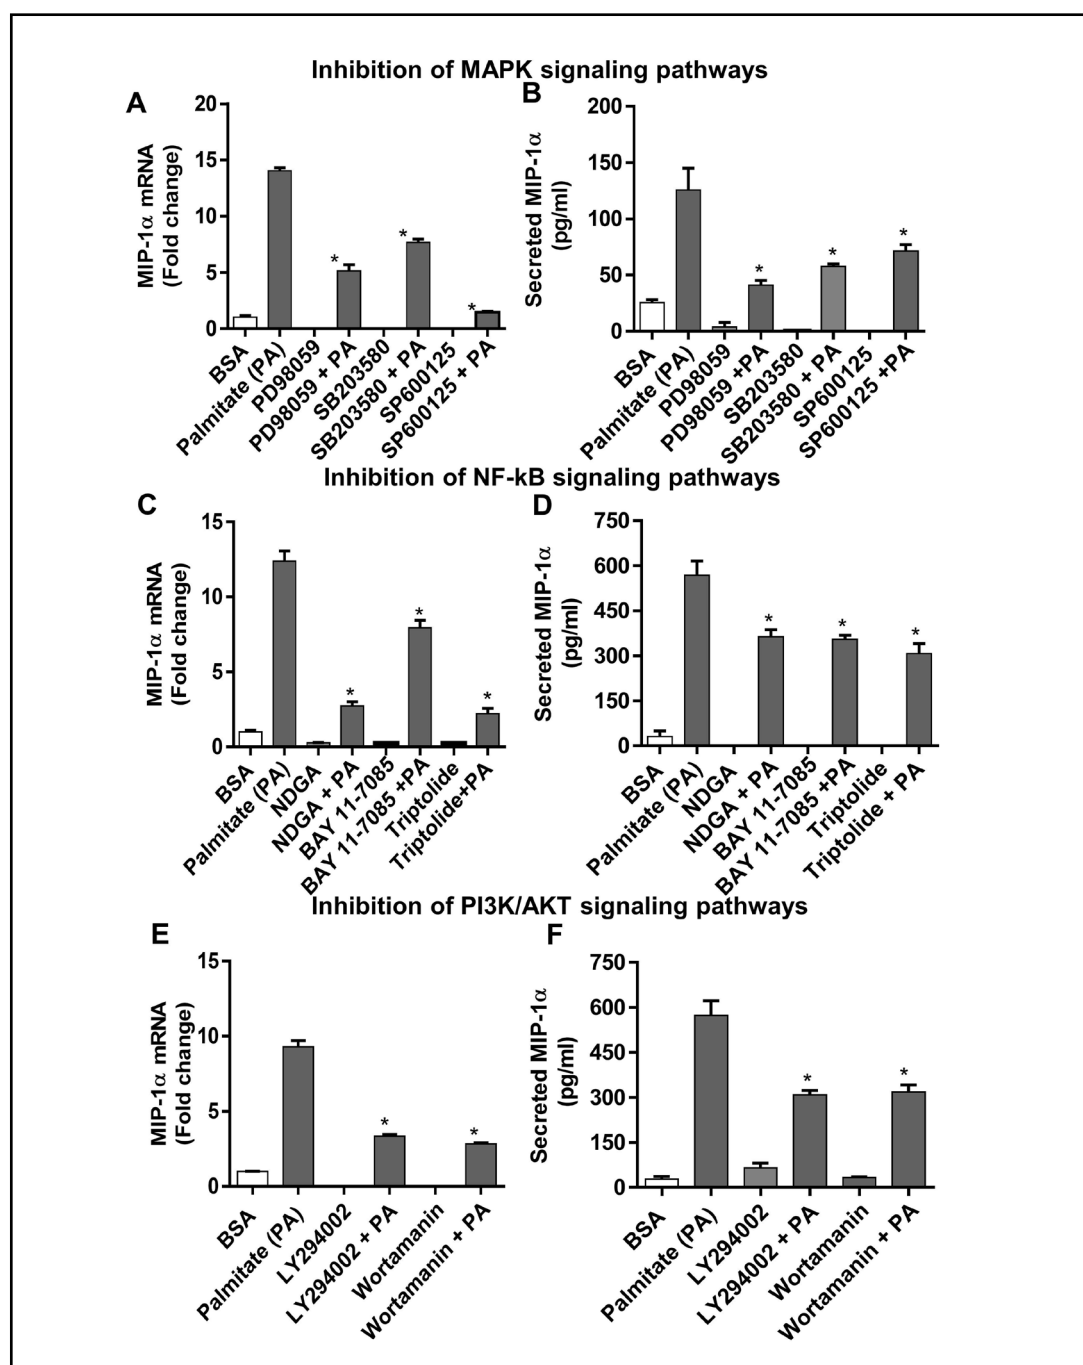 Inhibition of MAPK signaling pathways
A
MIP-1α mRNA
(Fold change)
20
15
10
5
0
BSA
Palmitate (PA)
PD98059
PD98059 + PA
SB203580
SB203580 + PA
SP600125
SP600125 + PA
*
*
*
B
Secreted MIP-1α
(pg/ml)
200
150
100
50
0
BSA
Palmitate (PA)
PD98059
PD98059 +PA
SB203580
SB203580 + PA
SP600125
SP600125 +PA
*
*
*
Inhibition of NF-kB signaling pathways
C
MIP-1α mRNA
(Fold change)
15
10
5
0
BSA
Palmitate (PA)
NDGA
NDGA + PA
BAY 11-7085
BAY 11-7085 +PA
Triptolide
Triptolide+PA
*
*
*
D
Secreted MIP-1α
(pg/ml)
750
600
450
300
150
0
BSA
Palmitate (PA)
NDGA
NDGA + PA
BAY 11-7085
BAY 11-7085 +PA
Triptolide
Triptolide + PA
*
*
*
Inhibition of PI3K/AKT signaling pathways
E
MIP-1α mRNA
(Fold change)
15
10
5
0
BSA
Palmitate (PA)
LY294002
LY294002 + PA
Wortamanin
Wortamanin + PA
*
*
F
Secreted MIP-1α
(pg/ml)
750
600
450
300
150
0
BSA
Palmitate (PA)
LY294002
LY294002 + PA
Wortamanin
Wortamanin + PA
*
*